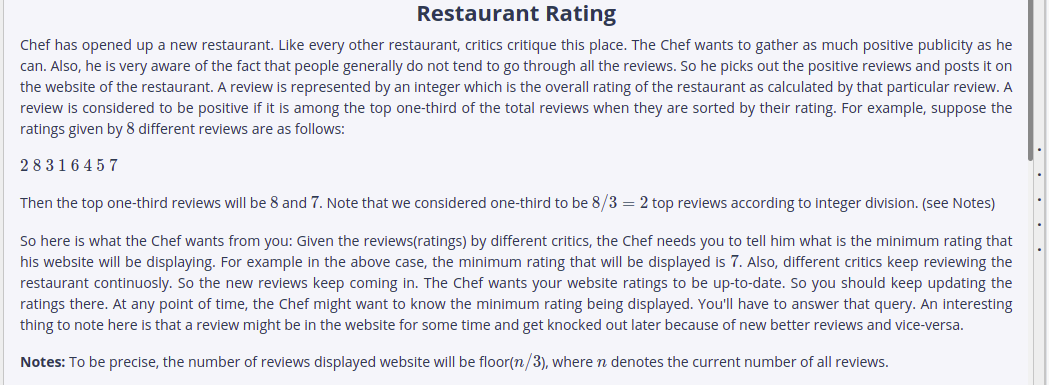 Restaurant Rating
Chef has opened up a new restaurant. Like every other restaurant, critics critique this place. The Chef wants to gather as much positive publicity as he
can. Also, he is very aware of the fact that people generally do not tend to go through all the reviews. So he picks out the positive reviews and posts it on
the website of the restaurant. A review is represented by an integer which is the overall rating of the restaurant as calculated by that particular review. A
review is considered to be positive if it is among the top one-third of the total reviews when they are sorted by their rating. For example, suppose the
ratings given by 8 different reviews are as follows:
2 8 3 1 6 4 5 7
Then the top one-third reviews will be 8 and 7. Note that we considered one-third to be 8/3 = 2 top reviews according to integer division. (see Notes)
So here is what the Chef wants from you: Given the reviews(ratings) by different critics, the Chef needs you to tell him what is the minimum rating that
his website will be displaying. For example in the above case, the minimum rating that will be displayed is 7. Also, different critics keep reviewing the
restaurant continuosly. So the new reviews keep coming in. The Chef wants your website ratings to be up-to-date. So you should keep updating the
ratings there. At any point of time, the Chef might want to know the minimum rating being displayed. You'll have to answer that query. An interesting
thing to note here is that a review might be in the website for some time and get knocked out later because of new better reviews and vice-versa.
Notes: To be precise, the number of reviews displayed website will be floor(n/3), where n denotes the current number of all reviews.